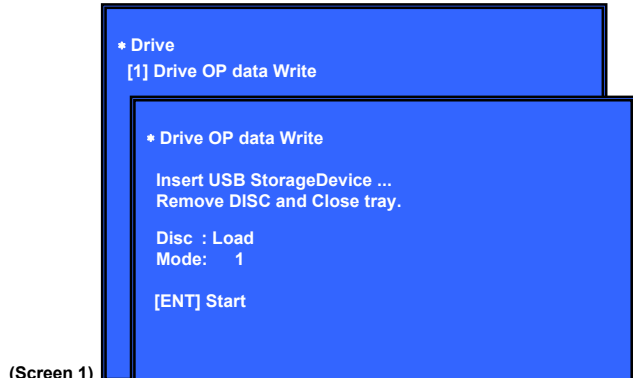 * Drive
[1] Drive OP data Write
* Drive OP data Write
Insert USB StorageDevice ...
Remove DISC and Close tray.
Disc : Load
Mode: 1
[ENT] Start
(Screen 1)